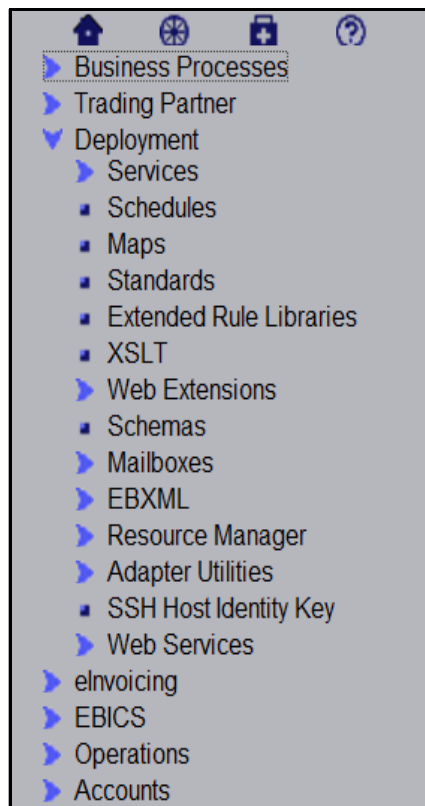 Business Processes
Trading Partner
Deployment
Services
Schedules
Maps
Standards
Extended Rule Libraries
XSLT
Web Extensions
Schemas
Mailboxes
EBXML
Resource Manager
Adapter Utilities
SSH Host Identity Key
Web Services
eInvoicing
EBICS
Operations
Accounts